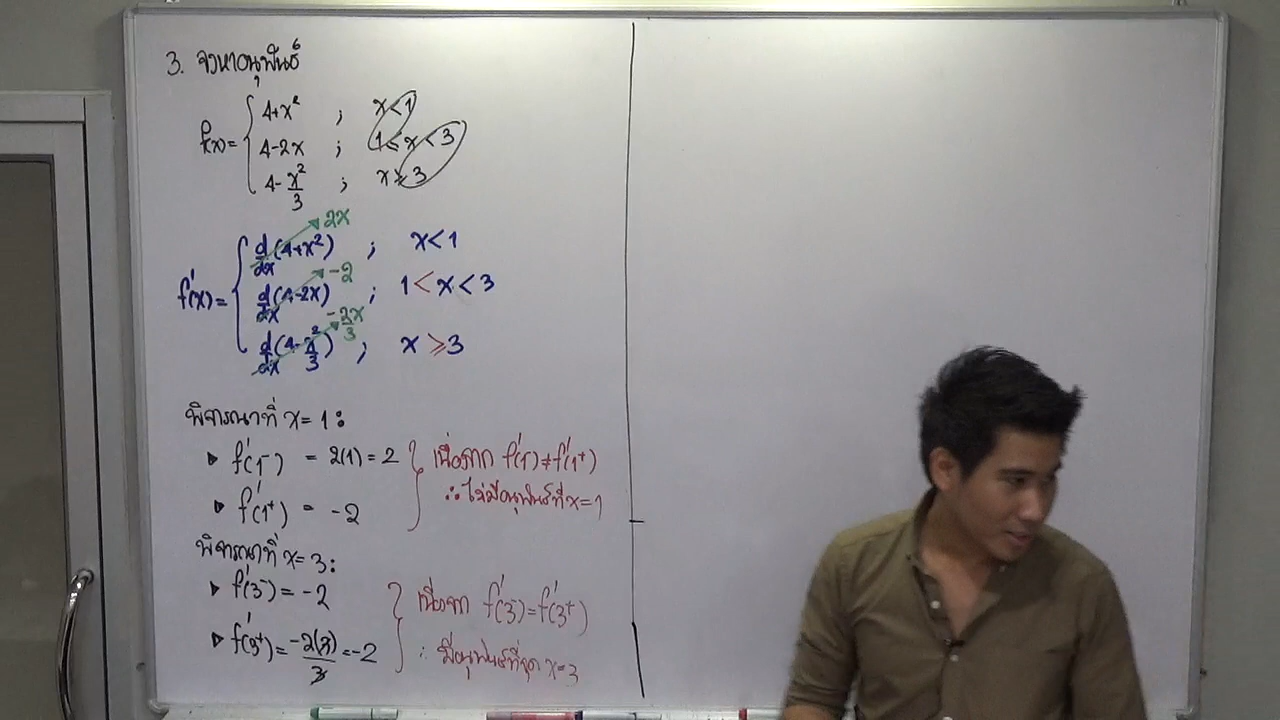 3. จงหาอนุพันธ์
f(x) = { 4+x² ; x<1
4-2x ; 1≤x<3
4-x²/3 ; x≥3
f'(x) = { d/dx(4+x²) 2x ; x<1
d/dx(4-2x) -2 ; 1<x<3
d/dx(4-x²/3) -2x/3 ; x≥3
พิจารณาที่ x=1:
f'(1⁻) = 2(1) = 2 } เนื่องจาก f'(1⁻)≠f'(1⁺)
f'(1⁺) = -2 ∴ไม่มีอนุพันธ์ที่ x=1
พิจารณาที่ x=3:
f'(3⁻) = -2 } เนื่องจาก f'(3⁻)=f'(3⁺)
f'(3⁺) = -2(3)/3 = -2 ∴ มีอนุพันธ์ที่จุด x=3